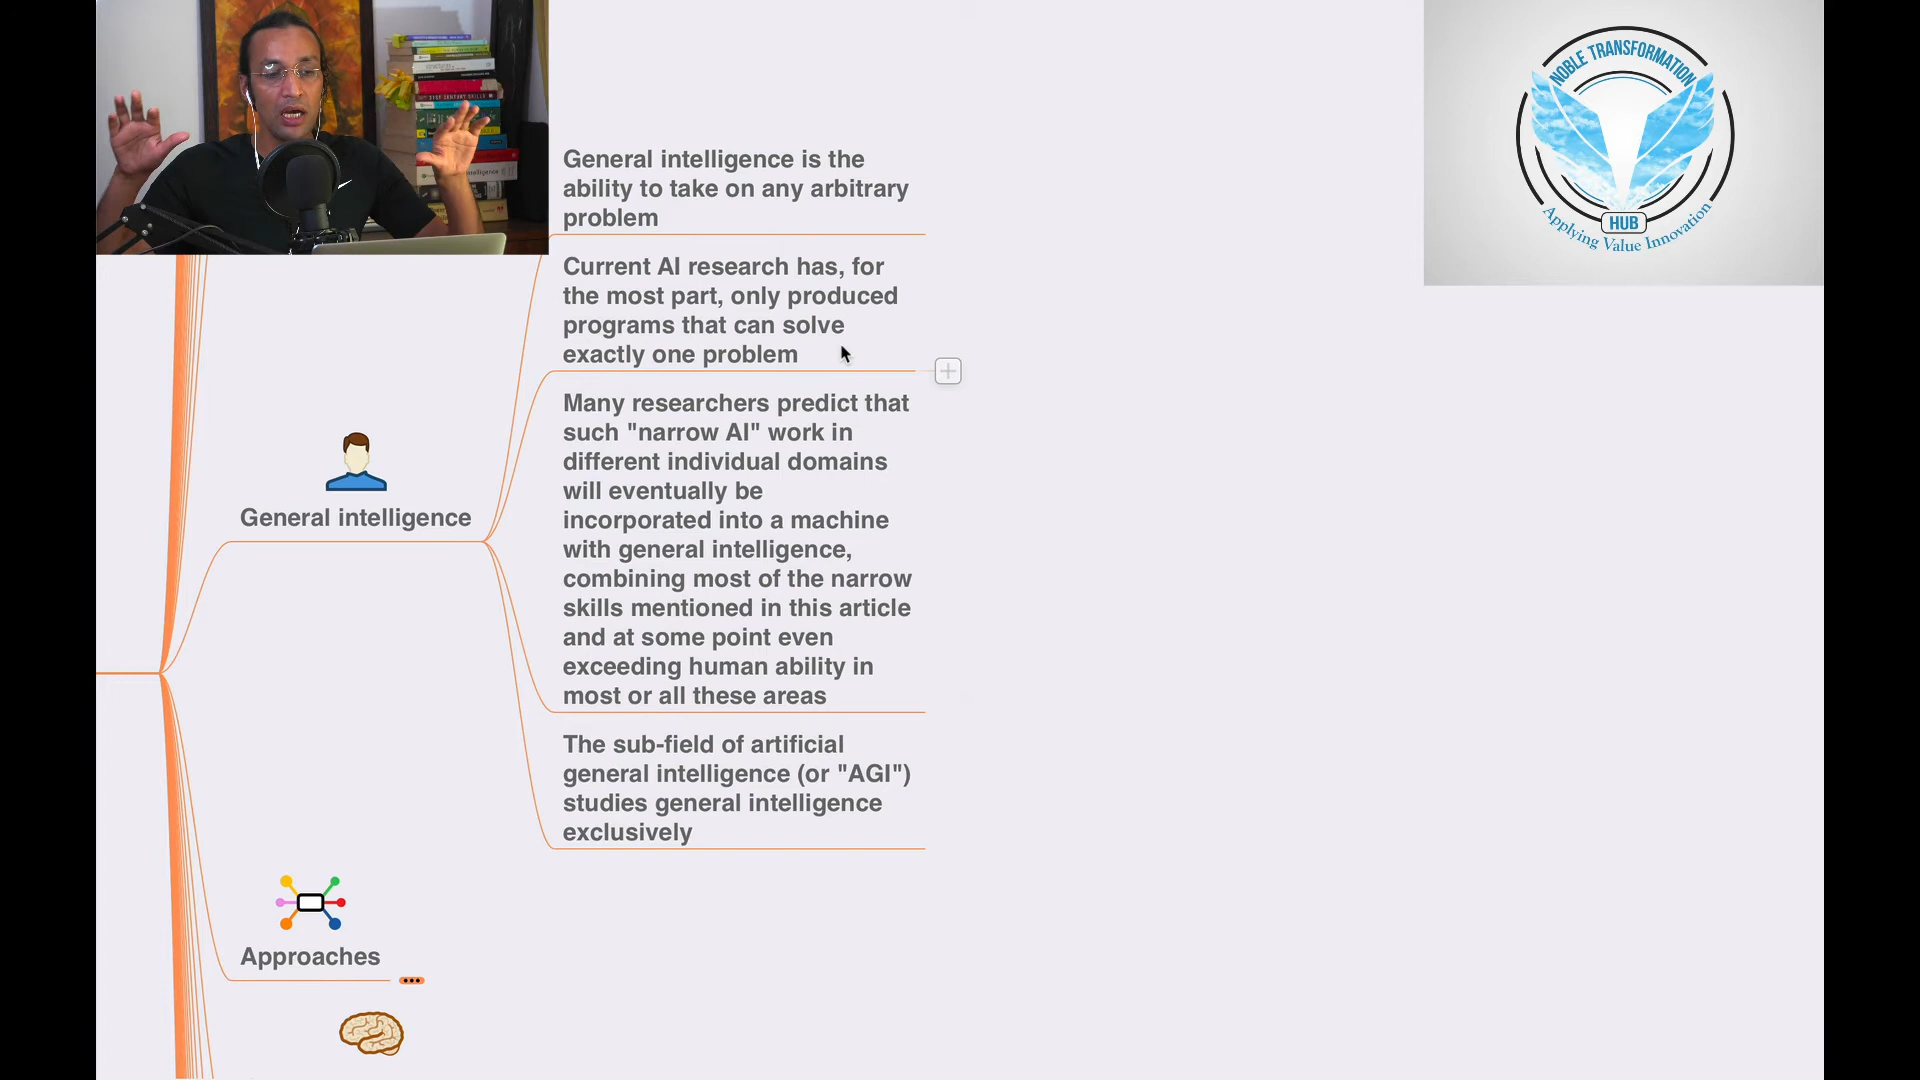 NOBLE TRANSFORMATION
HUB
Applying Value Innovation
21ST CENTURY SKILLS
General intelligence is the
ability to take on any arbitrary
problem
Current AI research has, for
the most part, only produced
programs that can solve
exactly one problem
Many researchers predict that
such "narrow AI" work in
different individual domains
will eventually be
incorporated into a machine
with general intelligence,
combining most of the narrow
skills mentioned in this article
and at some point even
exceeding human ability in
most or all these areas
The sub-field of artificial
general intelligence (or "AGI")
studies general intelligence
exclusively
General intelligence
Approaches